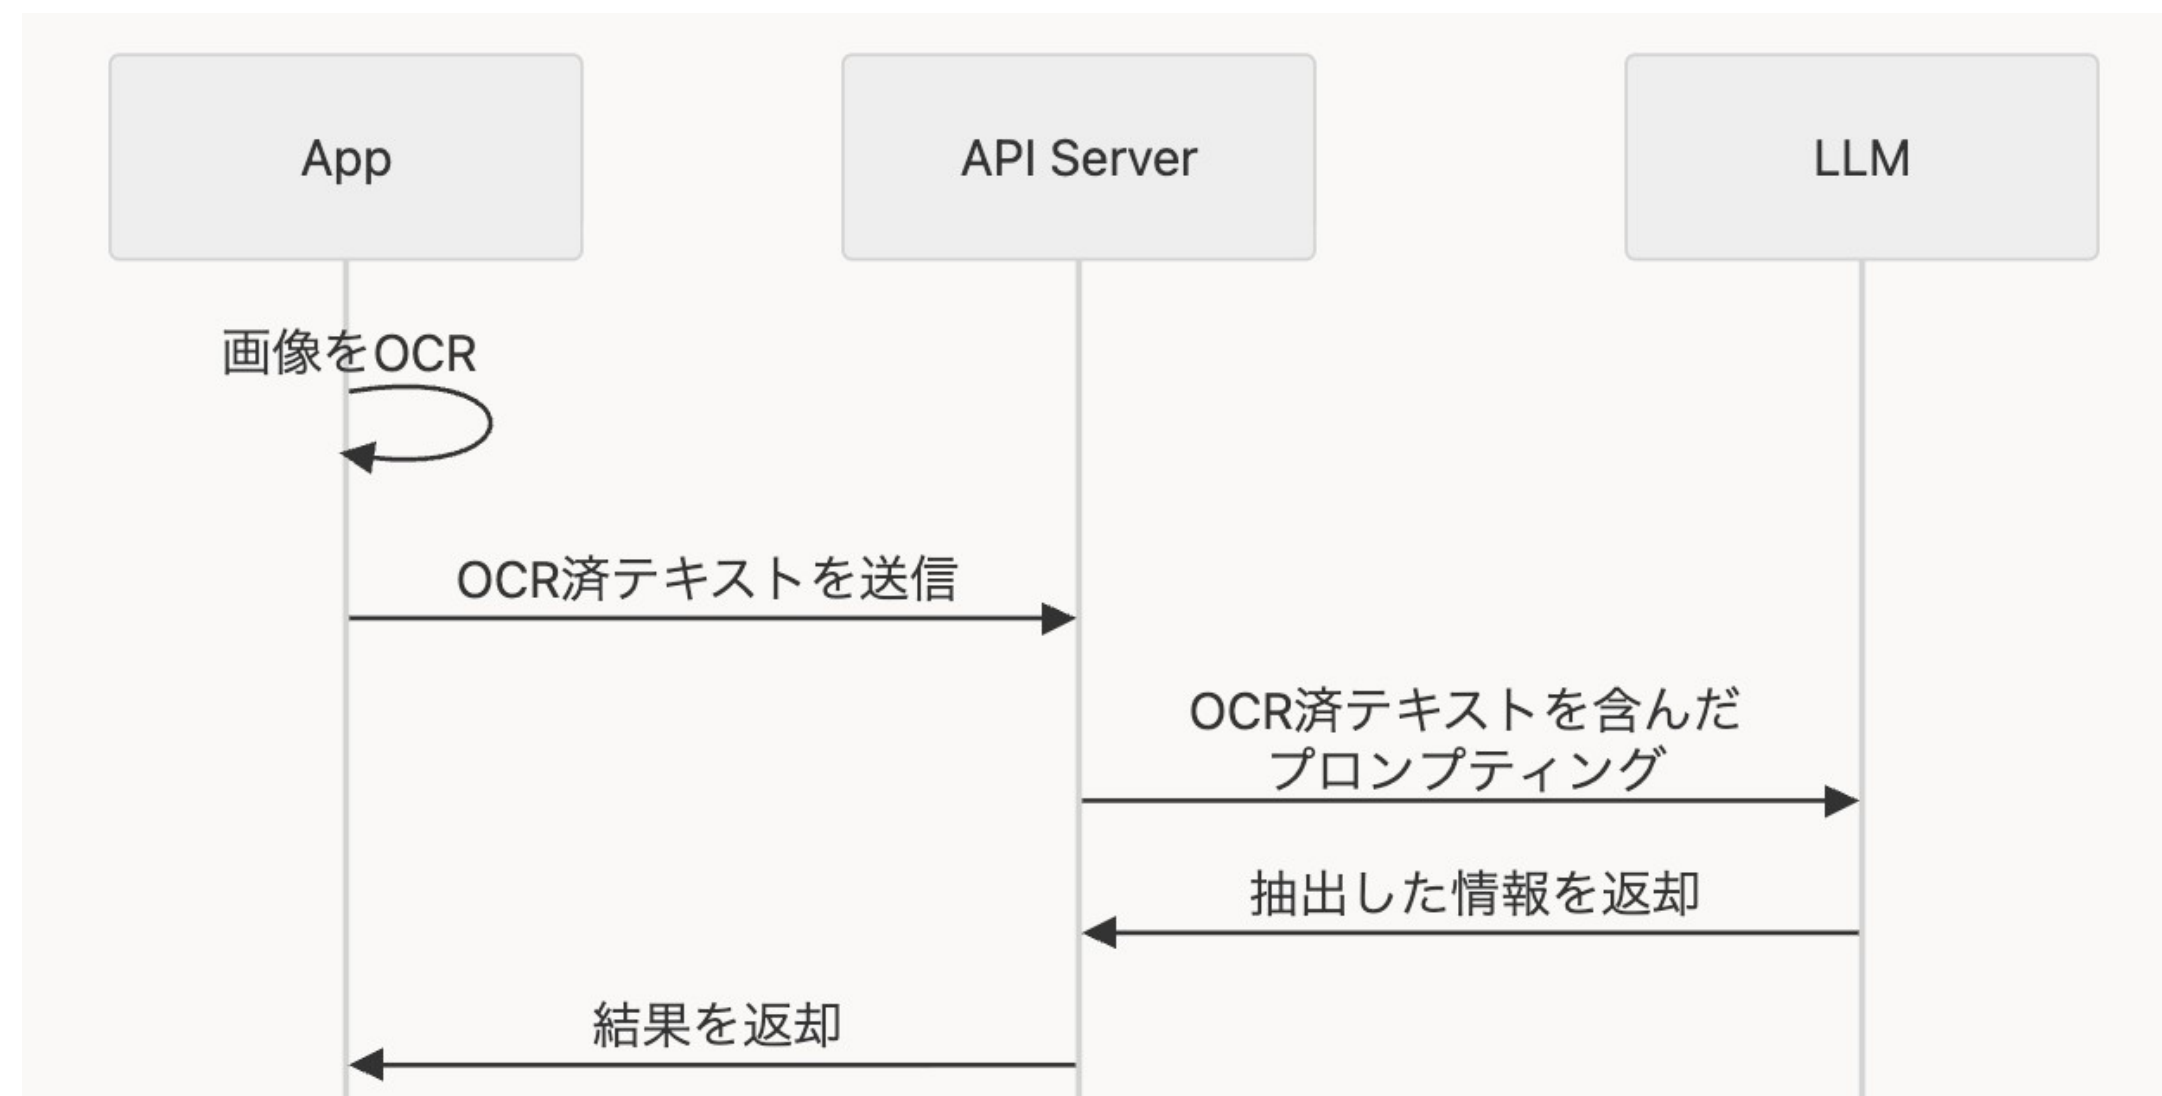 App
API Server
LLM
画像をOCR
OCR済テキストを送信
OCR済テキストを含んだ
プロンプティング
抽出した情報を返却
結果を返却